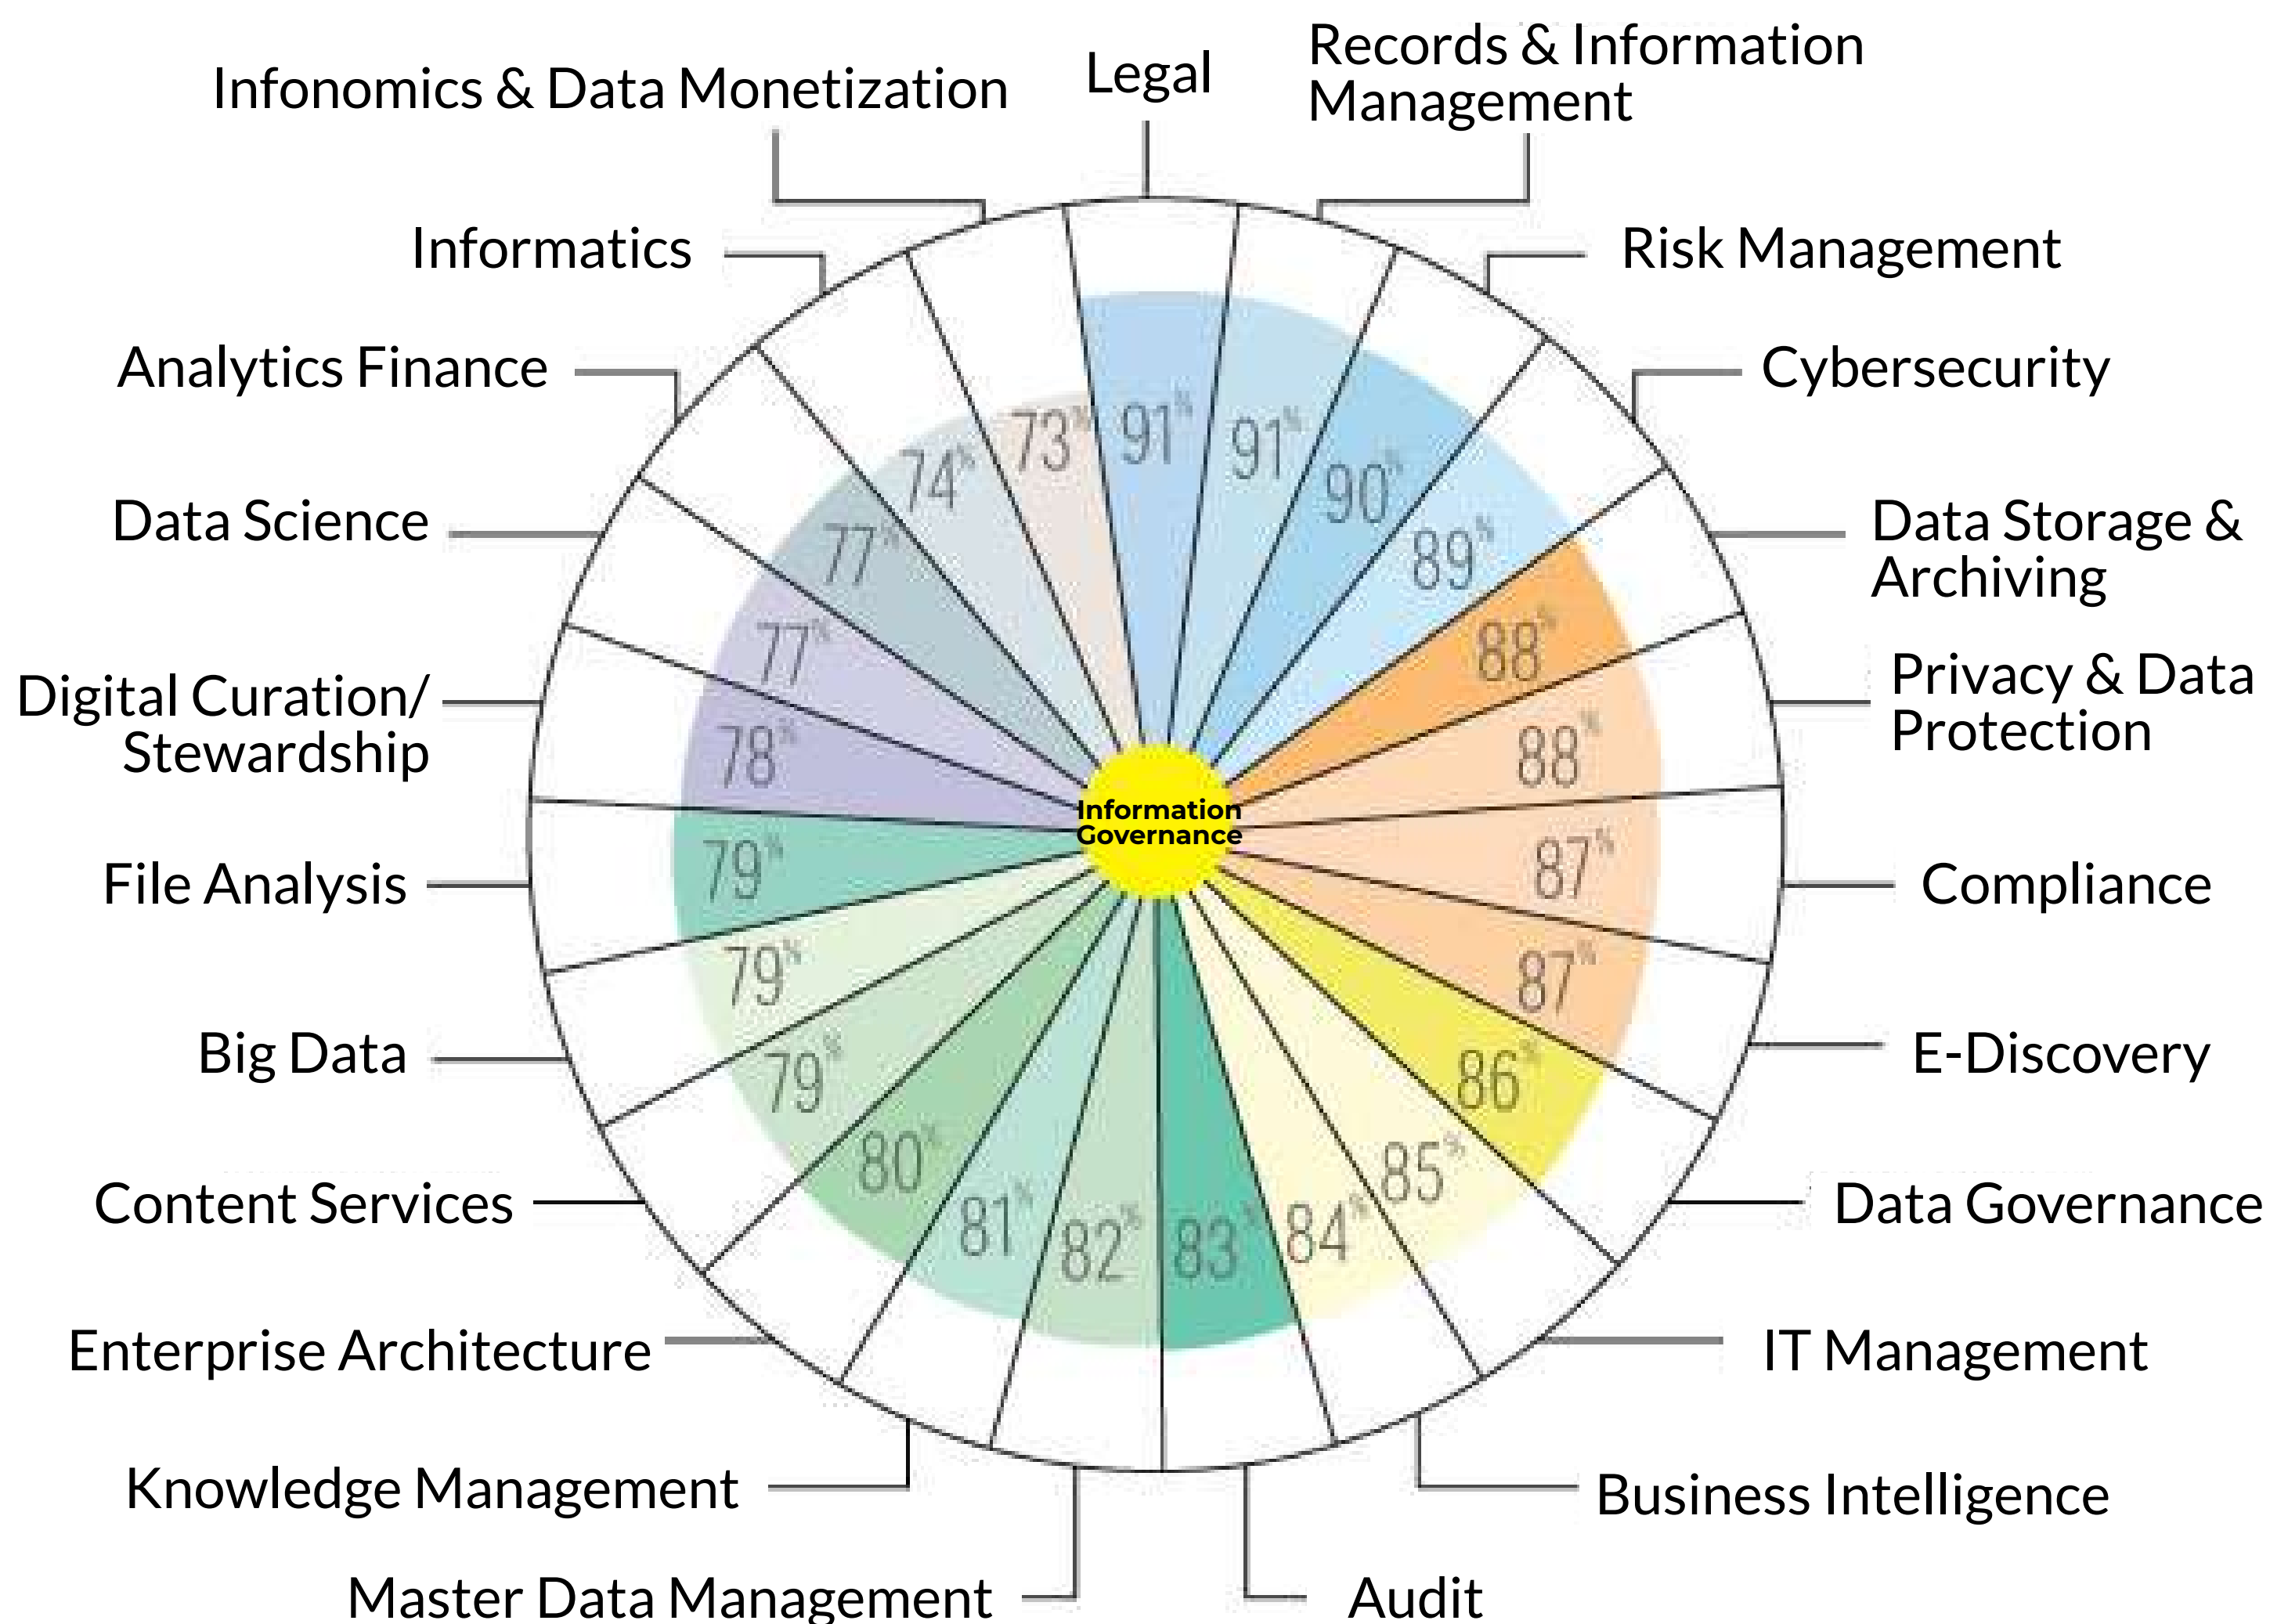 Legal
Records & Information
Management
Risk Management
Cybersecurity
Data Storage &
Archiving
Privacy & Data
Protection
Compliance
E-Discovery
Data Governance
IT Management
Business Intelligence
Audit
Master Data Management
Knowledge Management
Enterprise Architecture
Content Services
Big Data
File Analysis
Digital Curation/
Stewardship
Data Science
Analytics Finance
Informatics
Infonomics & Data Monetization
91%
91%
90%
89%
88%
88%
87%
87%
86%
85%
84%
83%
82%
81%
80%
79%
79%
79%
78%
77%
77%
74%
73%
Information
Governance